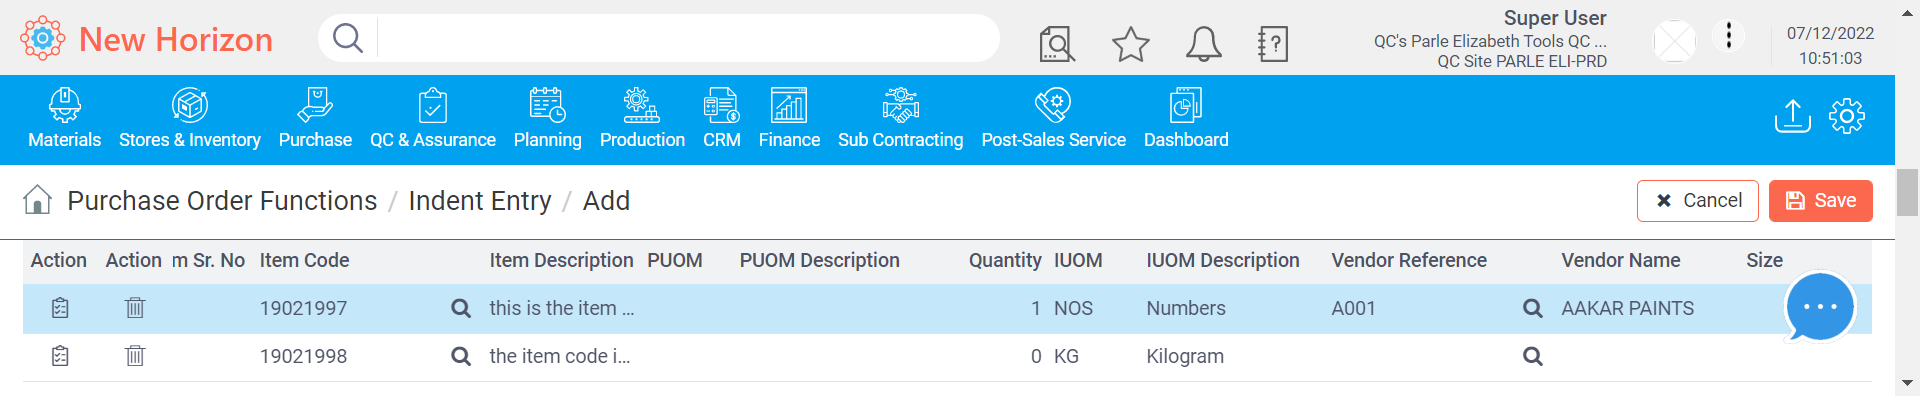 New Horizon
Super User
QC's Parle Elizabeth Tools QC ...
QC Site PARLE ELI-PRD
07/12/2022
10:51:03
Materials Stores & Inventory Purchase QC & Assurance Planning Production CRM Finance Sub Contracting Post-Sales Service Dashboard
Purchase Order Functions / Indent Entry / Add
Cancel Save
Action Action m Sr. No Item Code Item Description PUOM PUOM Description Quantity IUOM IUOM Description Vendor Reference Vendor Name Size
19021997 this is the item ... 1 NOS Numbers A001 AAKAR PAINTS
19021998 the item code i... 0 KG Kilogram